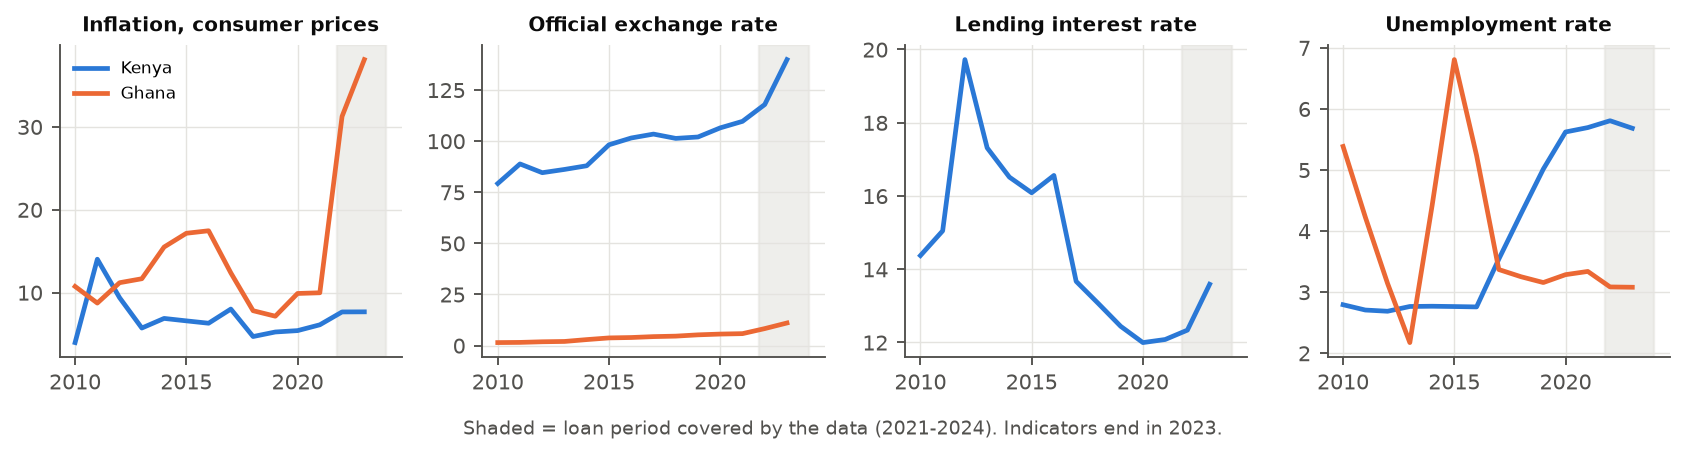 Inflation, consumer prices
Kenya
Ghana
30
20
10
2010 2015 2020
Official exchange rate
125
100
75
50
25
0
2010 2015 2020
Lending interest rate
20
18
16
14
12
2010 2015 2020
Unemployment rate
7
6
5
4
3
2
2010 2015 2020
Shaded = loan period covered by the data (2021-2024). Indicators end in 2023.